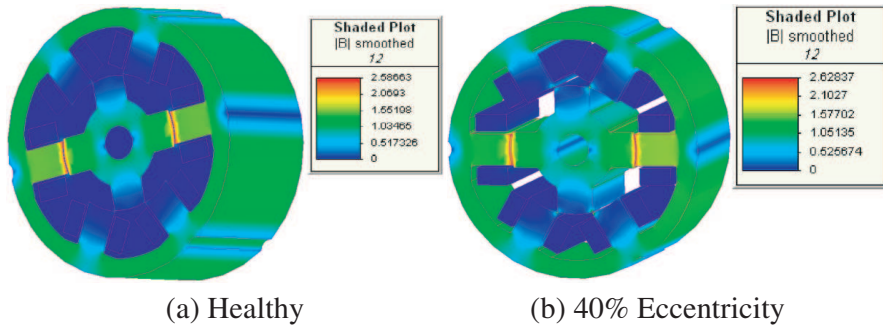 Shaded Plot
|B| smoothed
12
2.58663
2.0693
1.55198
1.03465
0.517326
0
Shaded Plot
|B| smoothed
12
2.62837
2.1027
1.57702
1.05135
0.525674
0
(a) Healthy
(b) 40% Eccentricity